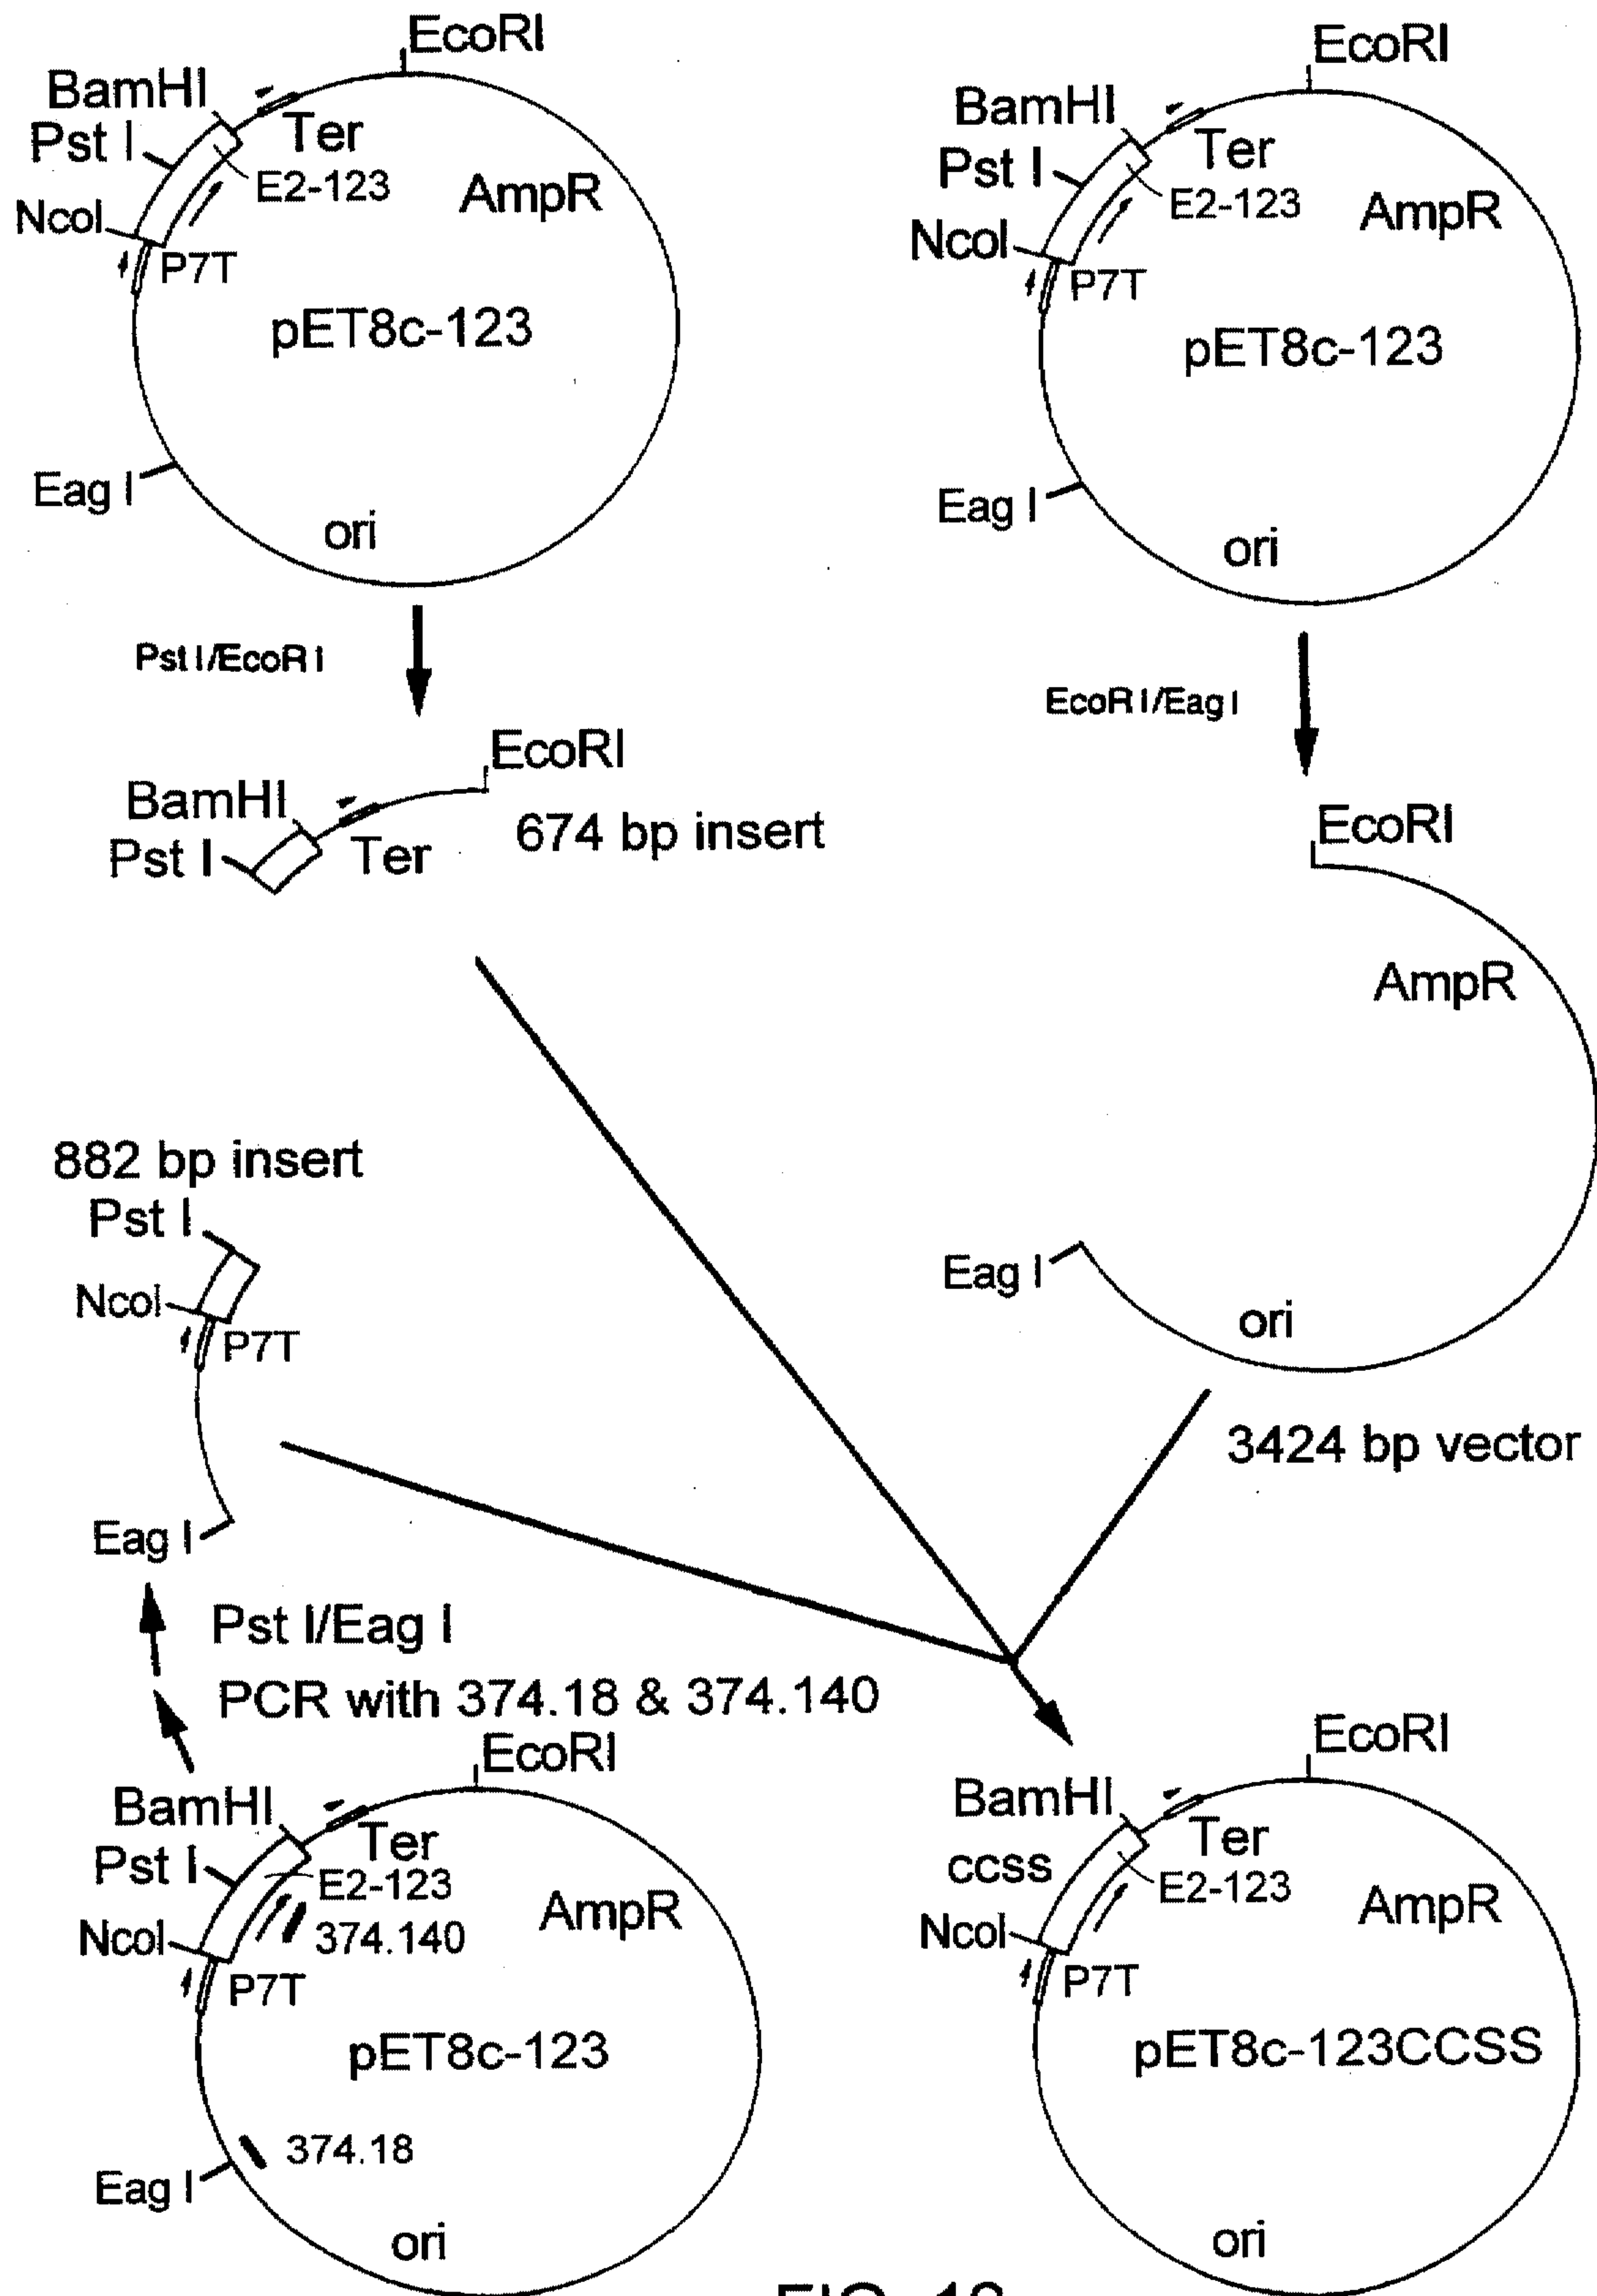 EcoRI
BamHI
Pst I
Ter
E2-123
AmpR
NcoI
P7T
pET8c-123
Eag I
ori
EcoRI
BamHI
Pst I
Ter
E2-123
AmpR
NcoI
P7T
pET8c-123
Eag I
ori
Pst I/EcoR I
EcoR I/Eag I
EcoRI
BamHI
674 bp insert
Pst I
Ter
EcoRI
AmpR
Eag I
ori
3424 bp vector
882 bp insert
Pst I
NcoI
P7T
Eag I
Pst I/Eag I
PCR with 374.18 & 374.140
EcoRI
BamHI
Ter
Pst I
E2-123
AmpR
374.140
NcoI
P7T
pET8c-123
374.18
Eag I
ori
EcoRI
BamHI
Ter
ccss
E2-123
AmpR
NcoI
P7T
pET8c-123CCSS
ori